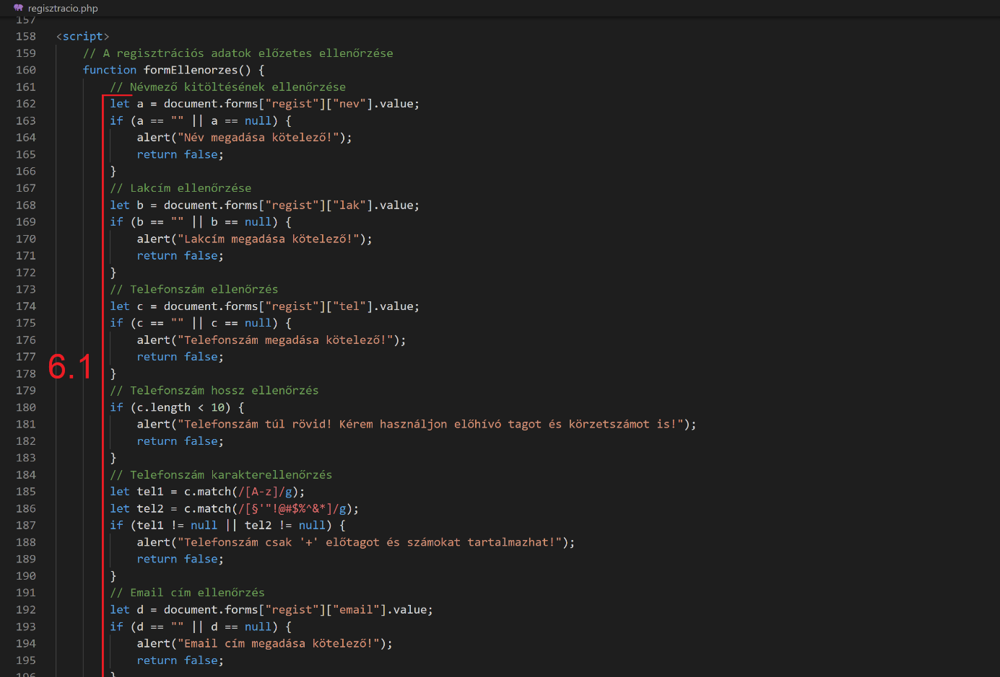 regisztracio.php
157
158 <script>
159 // A regisztrációs adatok előzetes ellenőrzése
160 function formEllenorzes() {
161 // Névmező kitöltésének ellenőrzése
162 let a = document.forms["regist"]["nev"].value;
163 if (a == "" || a == null) {
164 alert("Név megadása kötelező!");
165 return false;
166 }
167 // Lakcím ellenőrzése
168 let b = document.forms["regist"]["lak"].value;
169 if (b == "" || b == null) {
170 alert("Lakcím megadása kötelező!");
171 return false;
172 }
173 // Telefonszám ellenőrzés
174 let c = document.forms["regist"]["tel"].value;
175 if (c == "" || c == null) {
176 alert("Telefonszám megadása kötelező!");
177 return false;
6.1
178 }
179 // Telefonszám hossz ellenőrzés
180 if (c.length < 10) {
181 alert("Telefonszám túl rövid! Kérem használjon előhívó tagot és körzetszámot is!");
182 return false;
183 }
184 // Telefonszám karakterellenőrzés
185 let tel1 = c.match(/[A-z]/g);
186 let tel2 = c.match(/[§'"!@#$%^&*]/g);
187 if (tel1 != null || tel2 != null) {
188 alert("Telefonszám csak '+' előtagot és számokat tartalmazhat!");
189 return false;
190 }
191 // Email cím ellenőrzés
192 let d = document.forms["regist"]["email"].value;
193 if (d == "" || d == null) {
194 alert("Email cím megadása kötelező!");
195 return false;
196 }